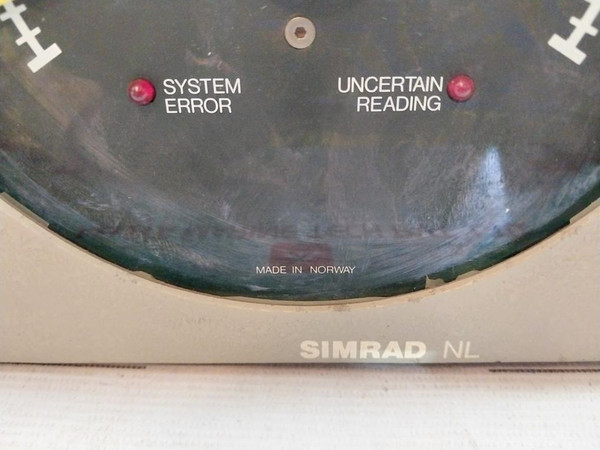 SYSTEM
ERROR
UNCERTAIN
READING
MADE IN NORWAY
SIMRAD NL